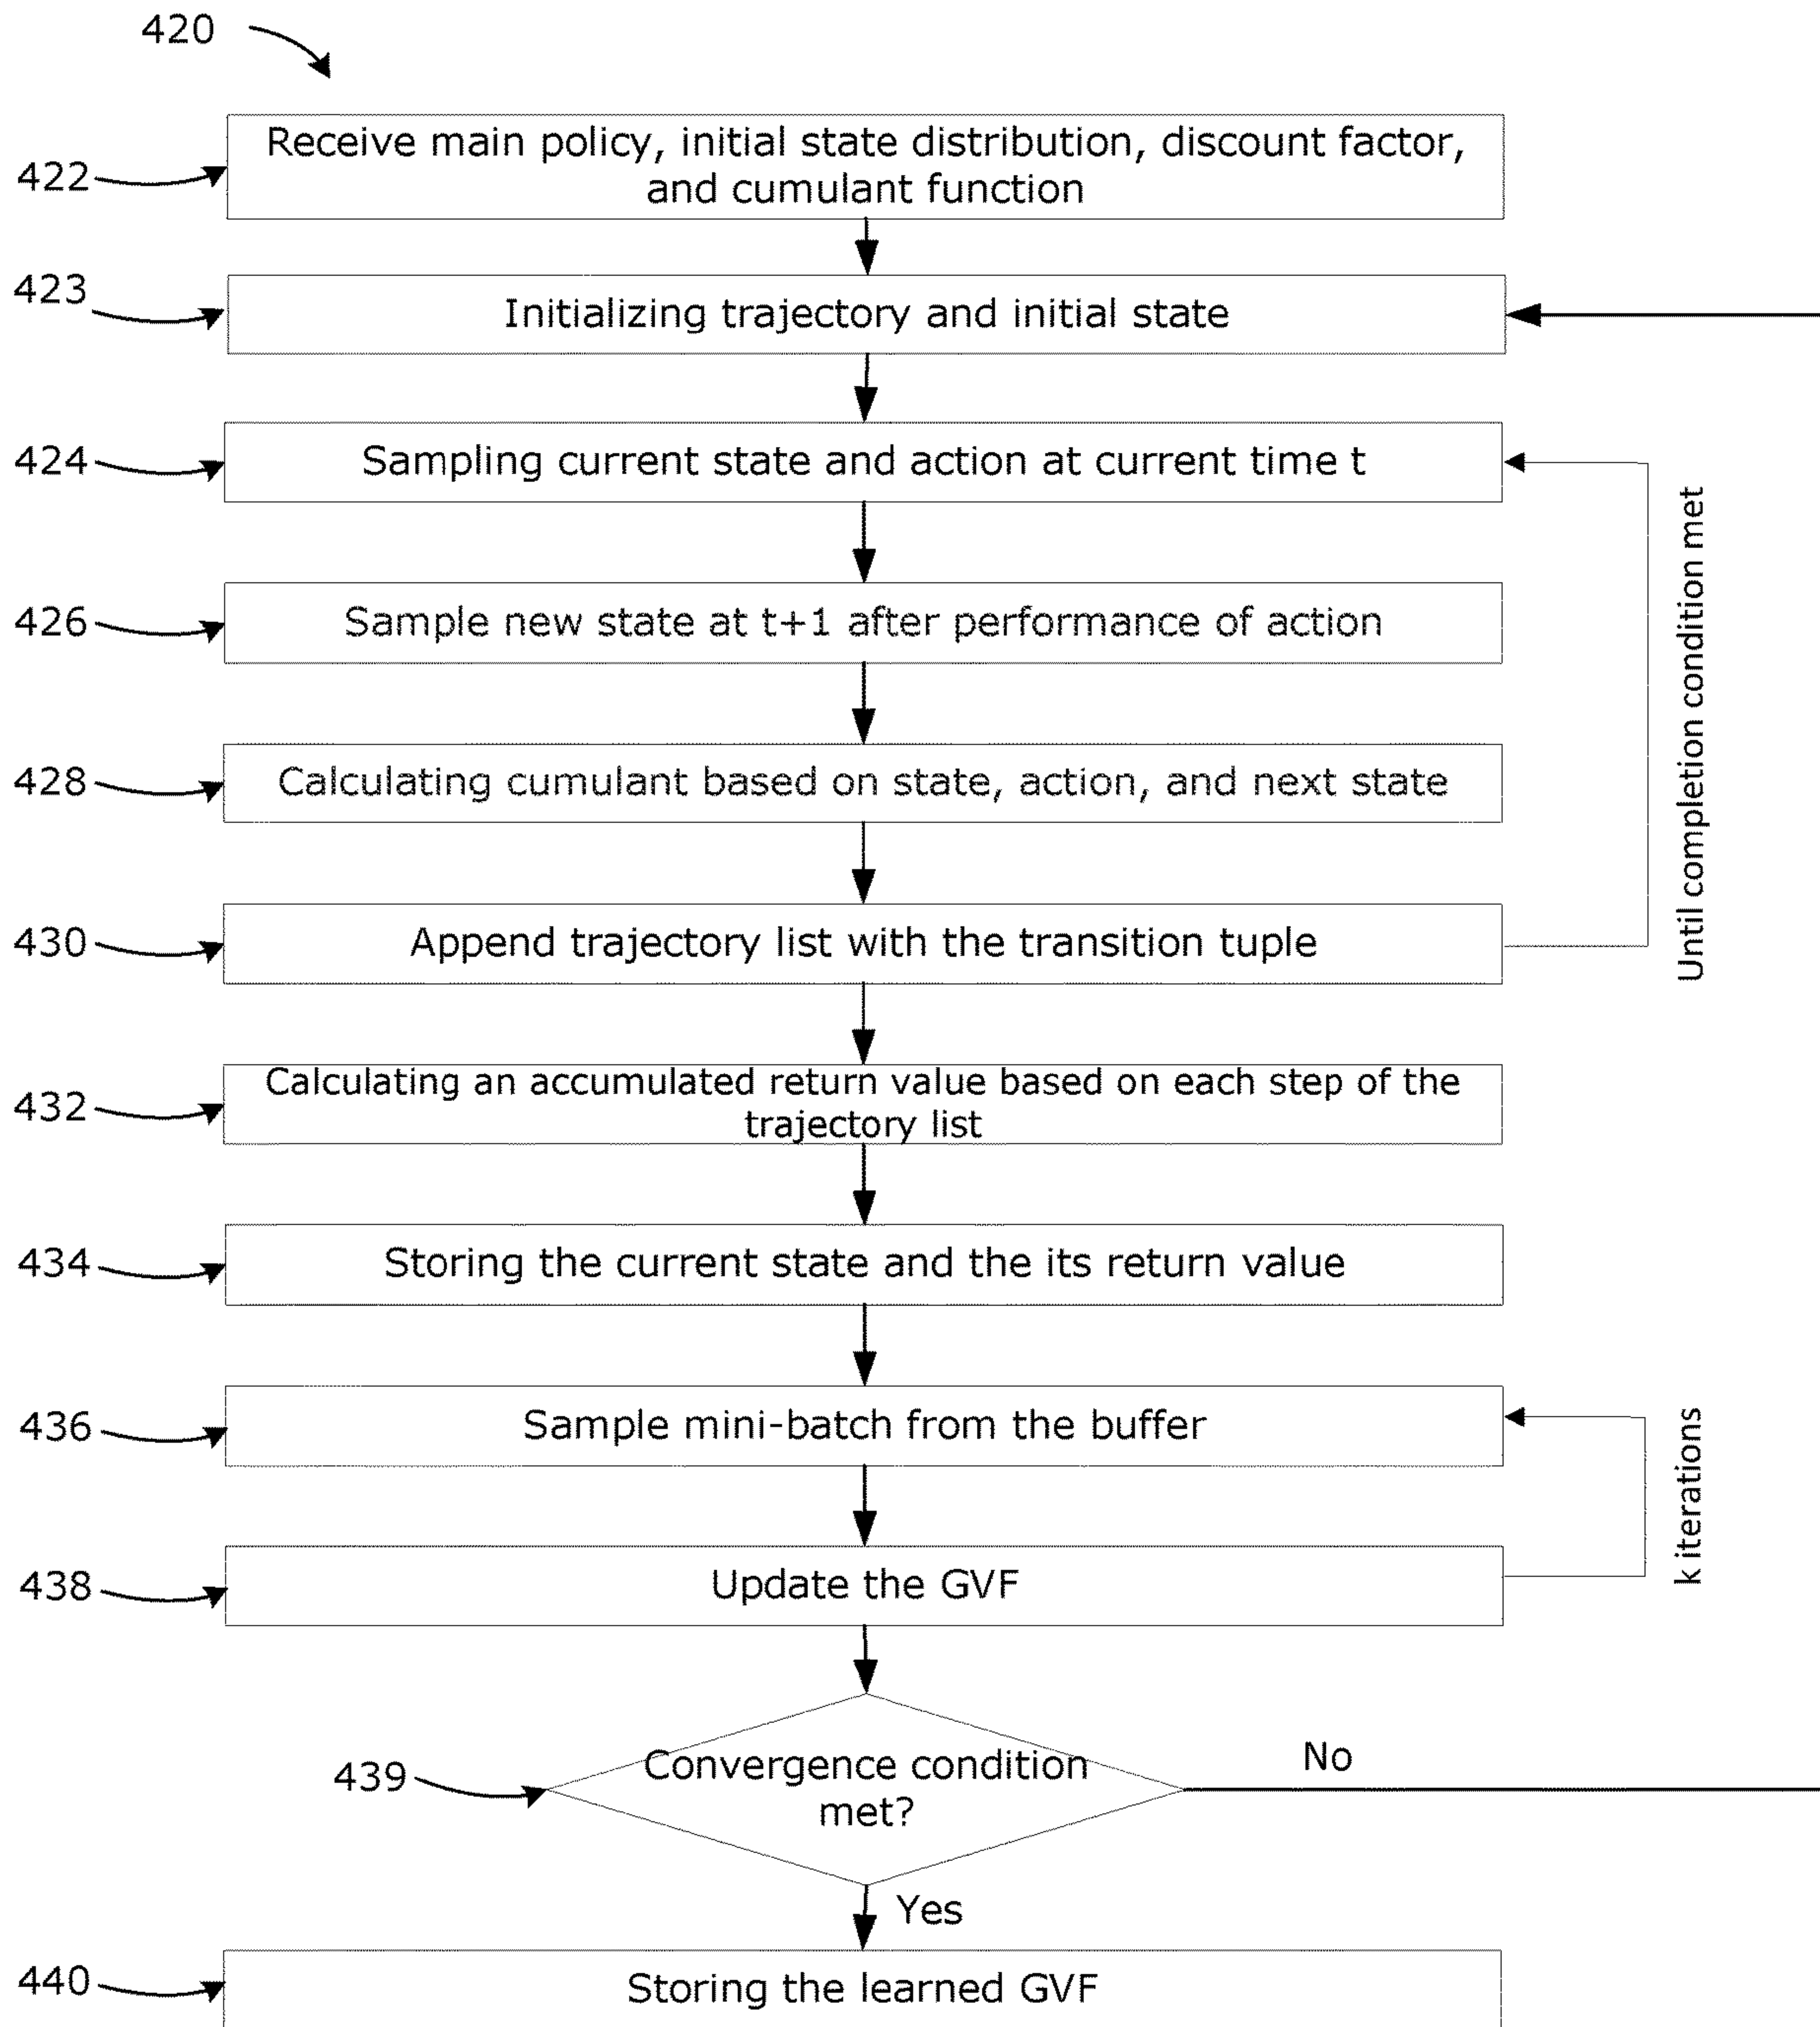 420
422
Receive main policy, initial state distribution, discount factor,
and cumulant function
423
Initializing trajectory and initial state
424
Sampling current state and action at current time t
426
Sample new state at t+1 after performance of action
428
Calculating cumulant based on state, action, and next state
430
Append trajectory list with the transition tuple
Until completion condition met
432
Calculating an accumulated return value based on each step of the
trajectory list
434
Storing the current state and the its return value
436
Sample mini-batch from the buffer
438
Update the GVF
k iterations
439
Convergence condition
met?
No
Yes
440
Storing the learned GVF